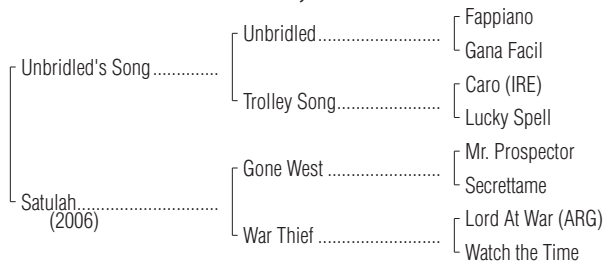 Fappiano
Unbridled
Gana Facil
Unbridled's Song
Caro (IRE)
Trolley Song
Lucky Spell
Mr. Prospector
Gone West
Secrettame
Satulah
(2006)
Lord At War (ARG)
War Thief
Watch the Time